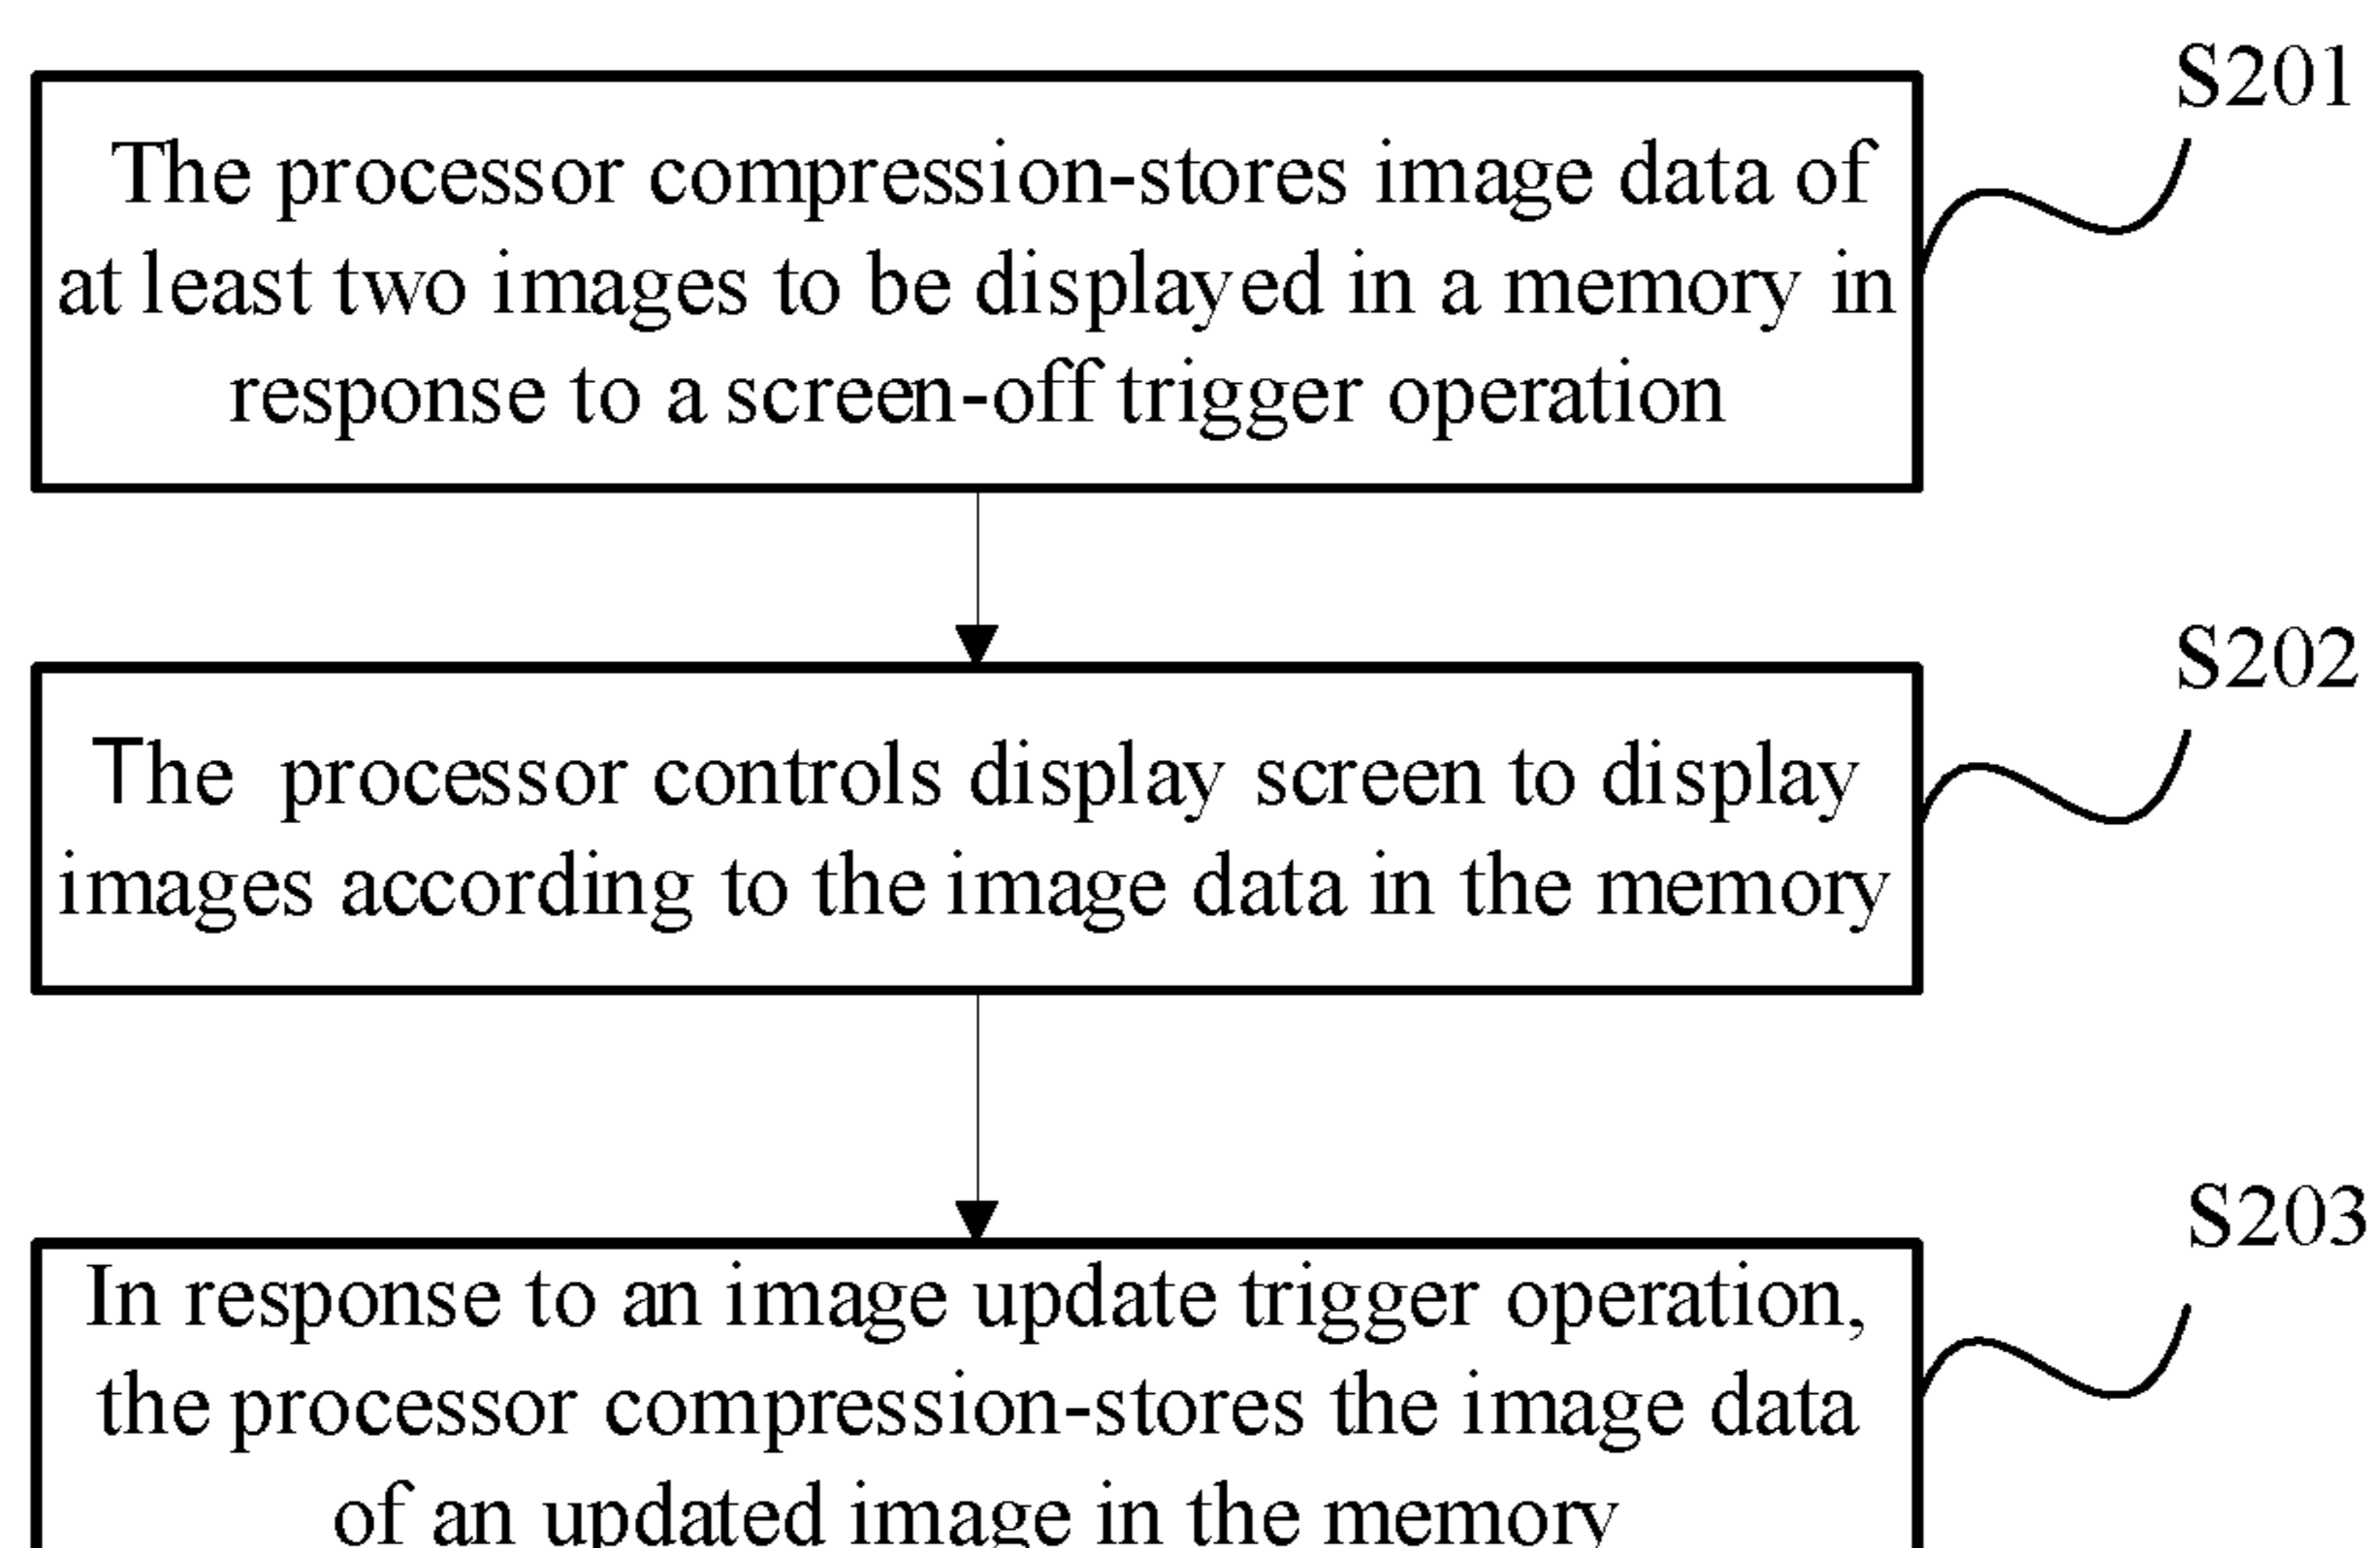 S201
The processor compression-stores image data of
at least two images to be displayed in a memory in
response to a screen-off trigger operation
S202
The processor controls display screen to display
images according to the image data in the memory
S203
In response to an image update trigger operation,
the processor compression-stores the image data
of an updated image in the memory